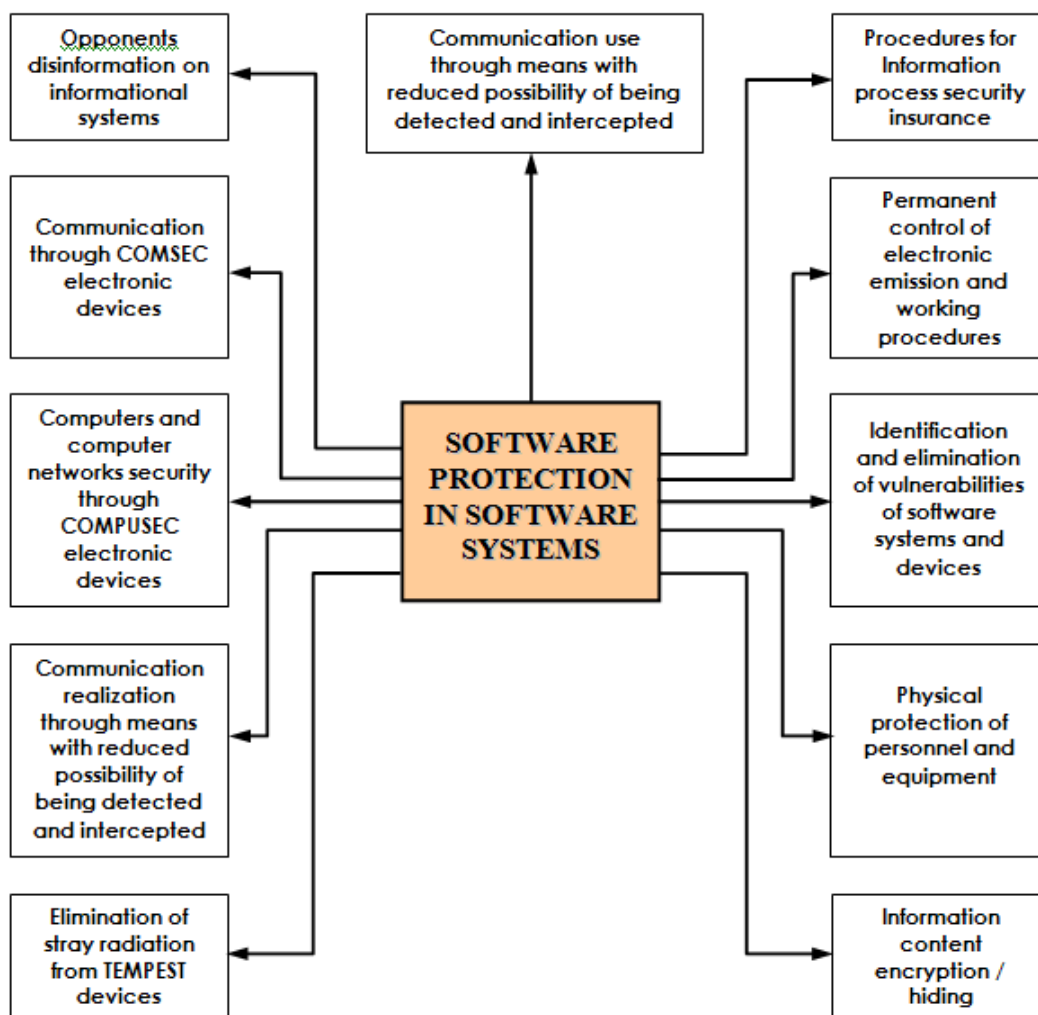 Opponents
disinformation on
informational
systems
Communication use
through means with
reduced possibility of being
detected and intercepted
Procedures for
Information
process security
insurance
Communication
through COMSEC
electronic
devices
Permanent
control of
electronic
emission and
working
procedures
Computers and
computer
networks security
through
COMPUSEC
electronic
devices
SOFTWARE
PROTECTION
IN SOFTWARE
SYSTEMS
Identification
and elimination
of vulnerabilities
of software
systems and
devices
Communication
realization
through means
with reduced
possibility of
being detected
and intercepted
Physical
protection of
personnel and
equipment
Elimination of
stray radiation
from TEMPEST
devices
Information
content
encryption /
hiding